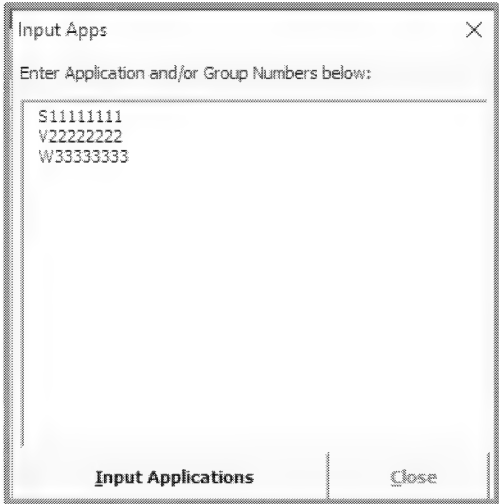 Input Apps
Enter Application and/or Group Numbers below:
S11111111
V22222222
W33333333
Input Applications
Close